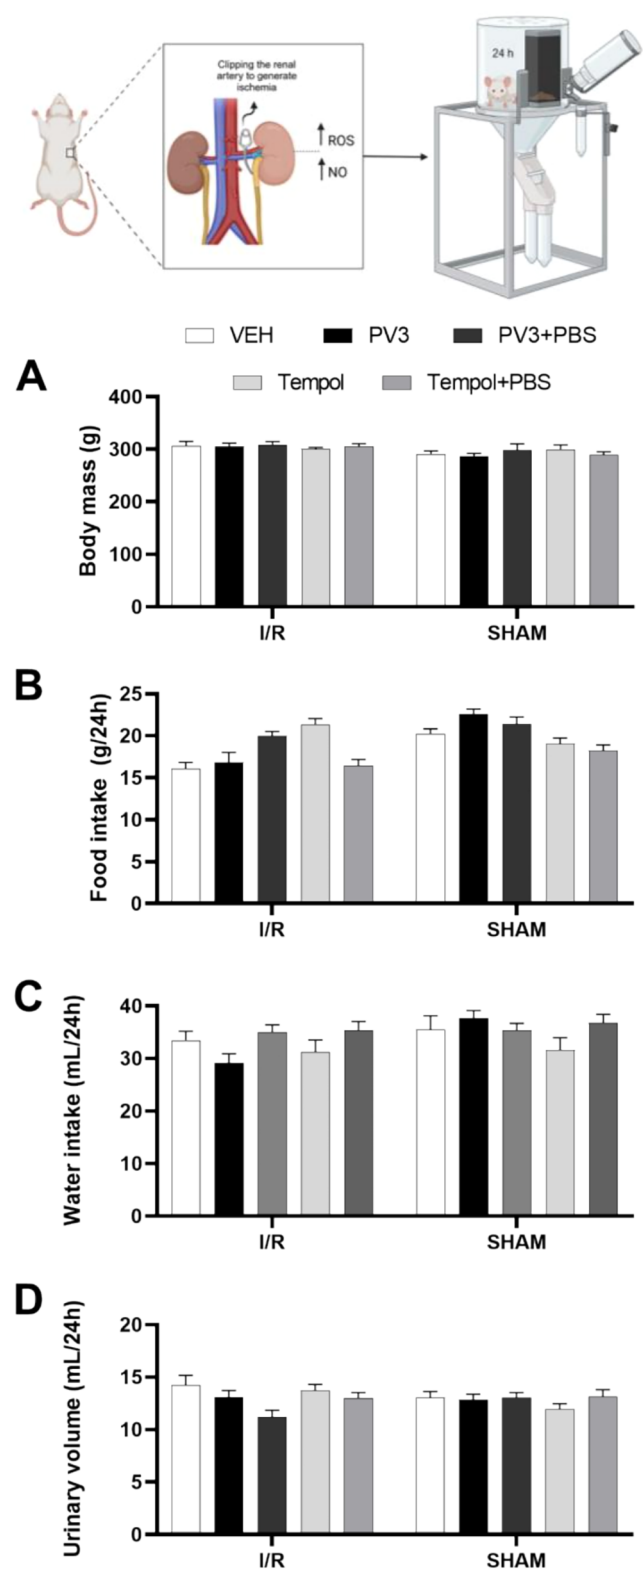 Clipping the renal
artery to generate
ischemia
↑ ROS
↑ NO
24 h
VEH PV3 PV3+PBS
Tempol Tempol+PBS
A
Body mass (g)
400
300
200
100
0
I/R SHAM
B
Food intake (g/24h)
25
20
15
10
5
0
I/R SHAM
C
Water intake (mL/24h)
40
30
20
10
0
I/R SHAM
D
Urinary volume (mL/24h)
20
15
10
5
0
I/R SHAM